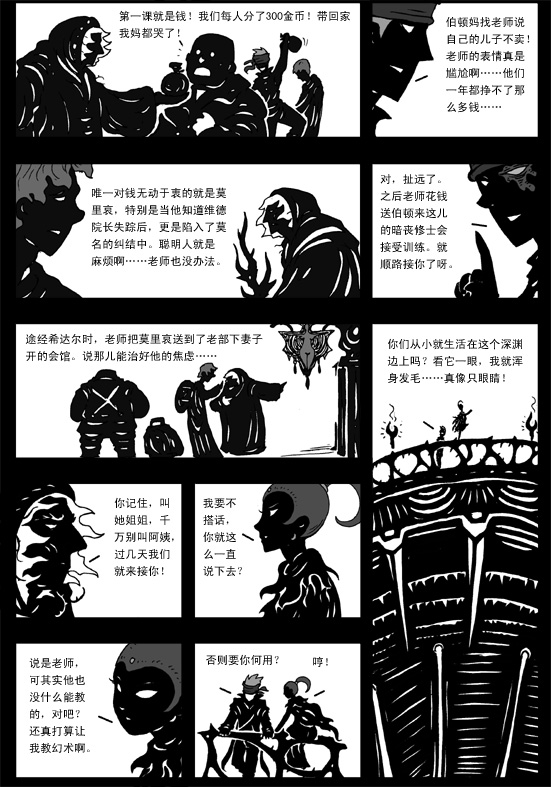 第一课就是钱！我们每人分了300金币！带回家
我妈都哭了！
伯顿妈找老师说
自己的儿子不卖！
老师的表情真是
尴尬啊……他们
一年都挣不了那
么多钱……
唯一对钱无动于衷的就是莫
里哀，特别是当他知道维德
院长失踪后，更是陷入了莫
名的纠结中。聪明人就是
麻烦啊……老师也没办法。
对，扯远了。
之后老师花钱
送伯顿来这儿
的暗丧修士会
接受训练。就
顺路接你了呀。
途经希达尔时，老师把莫里哀送到了老部下妻子
开的会馆。说那儿能治好他的焦虑……
你们从小就生活在这个深渊
边上吗？看它一眼，我就浑
身发毛……真像只眼睛！
你记住，叫
她姐姐，千
万别叫阿姨，
过几天我们
就来接你！
我要不
搭话，
你就这
么一直
说下去？
说是老师，
可其实他也
没什么能教
的，对吧？
还真打算让
我教幻术啊。
否则要你何用？
哼！